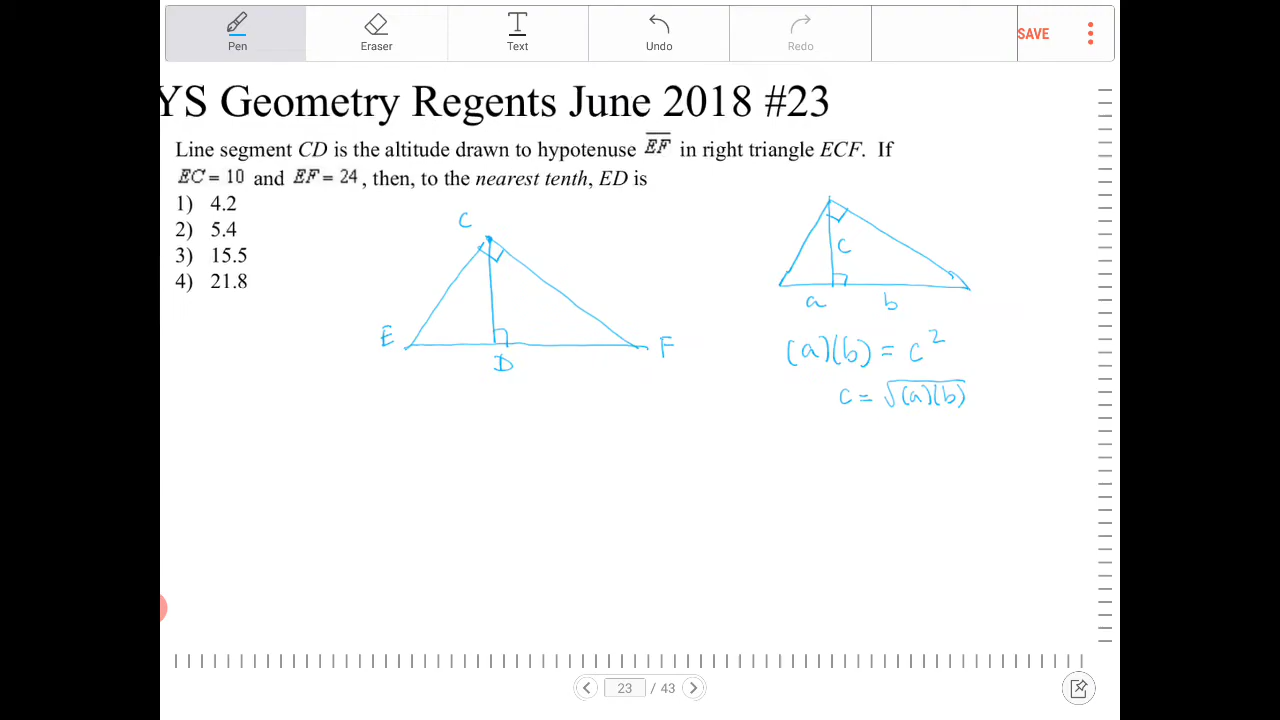 Pen
Eraser
Text
Undo
Redo
SAVE
YS Geometry Regents June 2018 #23
Line segment CD is the altitude drawn to hypotenuse EF in right triangle ECF. If
EC = 10 and EF = 24, then, to the nearest tenth, ED is
1) 4.2
2) 5.4
3) 15.5
4) 21.8
C
E
D
F
c
a
b
(a)(b) = c²
c = √(a)(b)
23 / 43